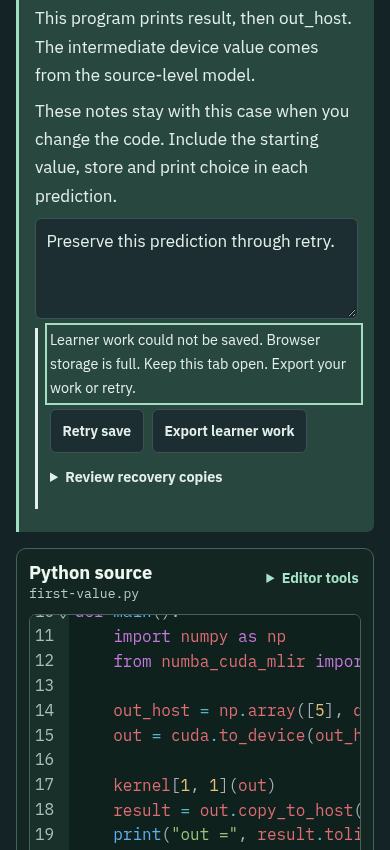 This program prints result, then out_host.
The intermediate device value comes
from the source-level model.
These notes stay with this case when you
change the code. Include the starting
value, store and print choice in each
prediction.
Preserve this prediction through retry.
Learner work could not be saved. Browser
storage is full. Keep this tab open. Export your
work or retry.
Retry save
Export learner work
▶ Review recovery copies
Python source
▶ Editor tools
first-value.py
10 def main():
11 import numpy as np
12 from numba_cuda_mlir impor
13
14 out_host = np.array([5], d
15 out = cuda.to_device(out_h
16
17 kernel[1, 1](out)
18 result = out.copy_to_host(
19 print("out =", result.toli